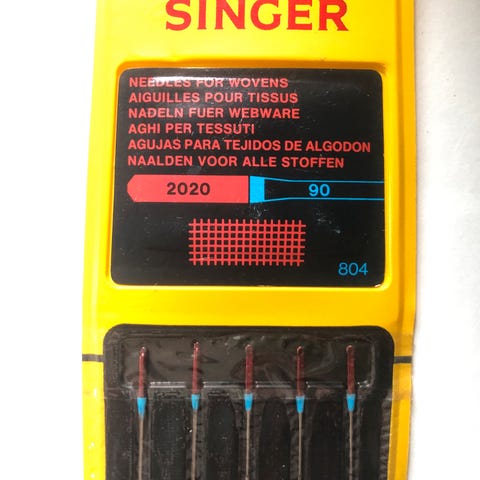 SINGER
NEEDLES FOR WOVENS
AIGUILLES POUR TISSUS
NADELN FUER WEBWARE
AGHI PER TESSUTI
AGUJAS PARA TEJIDOS DE ALGODON
NAALDEN VOOR ALLE STOFFEN
2020 90
804